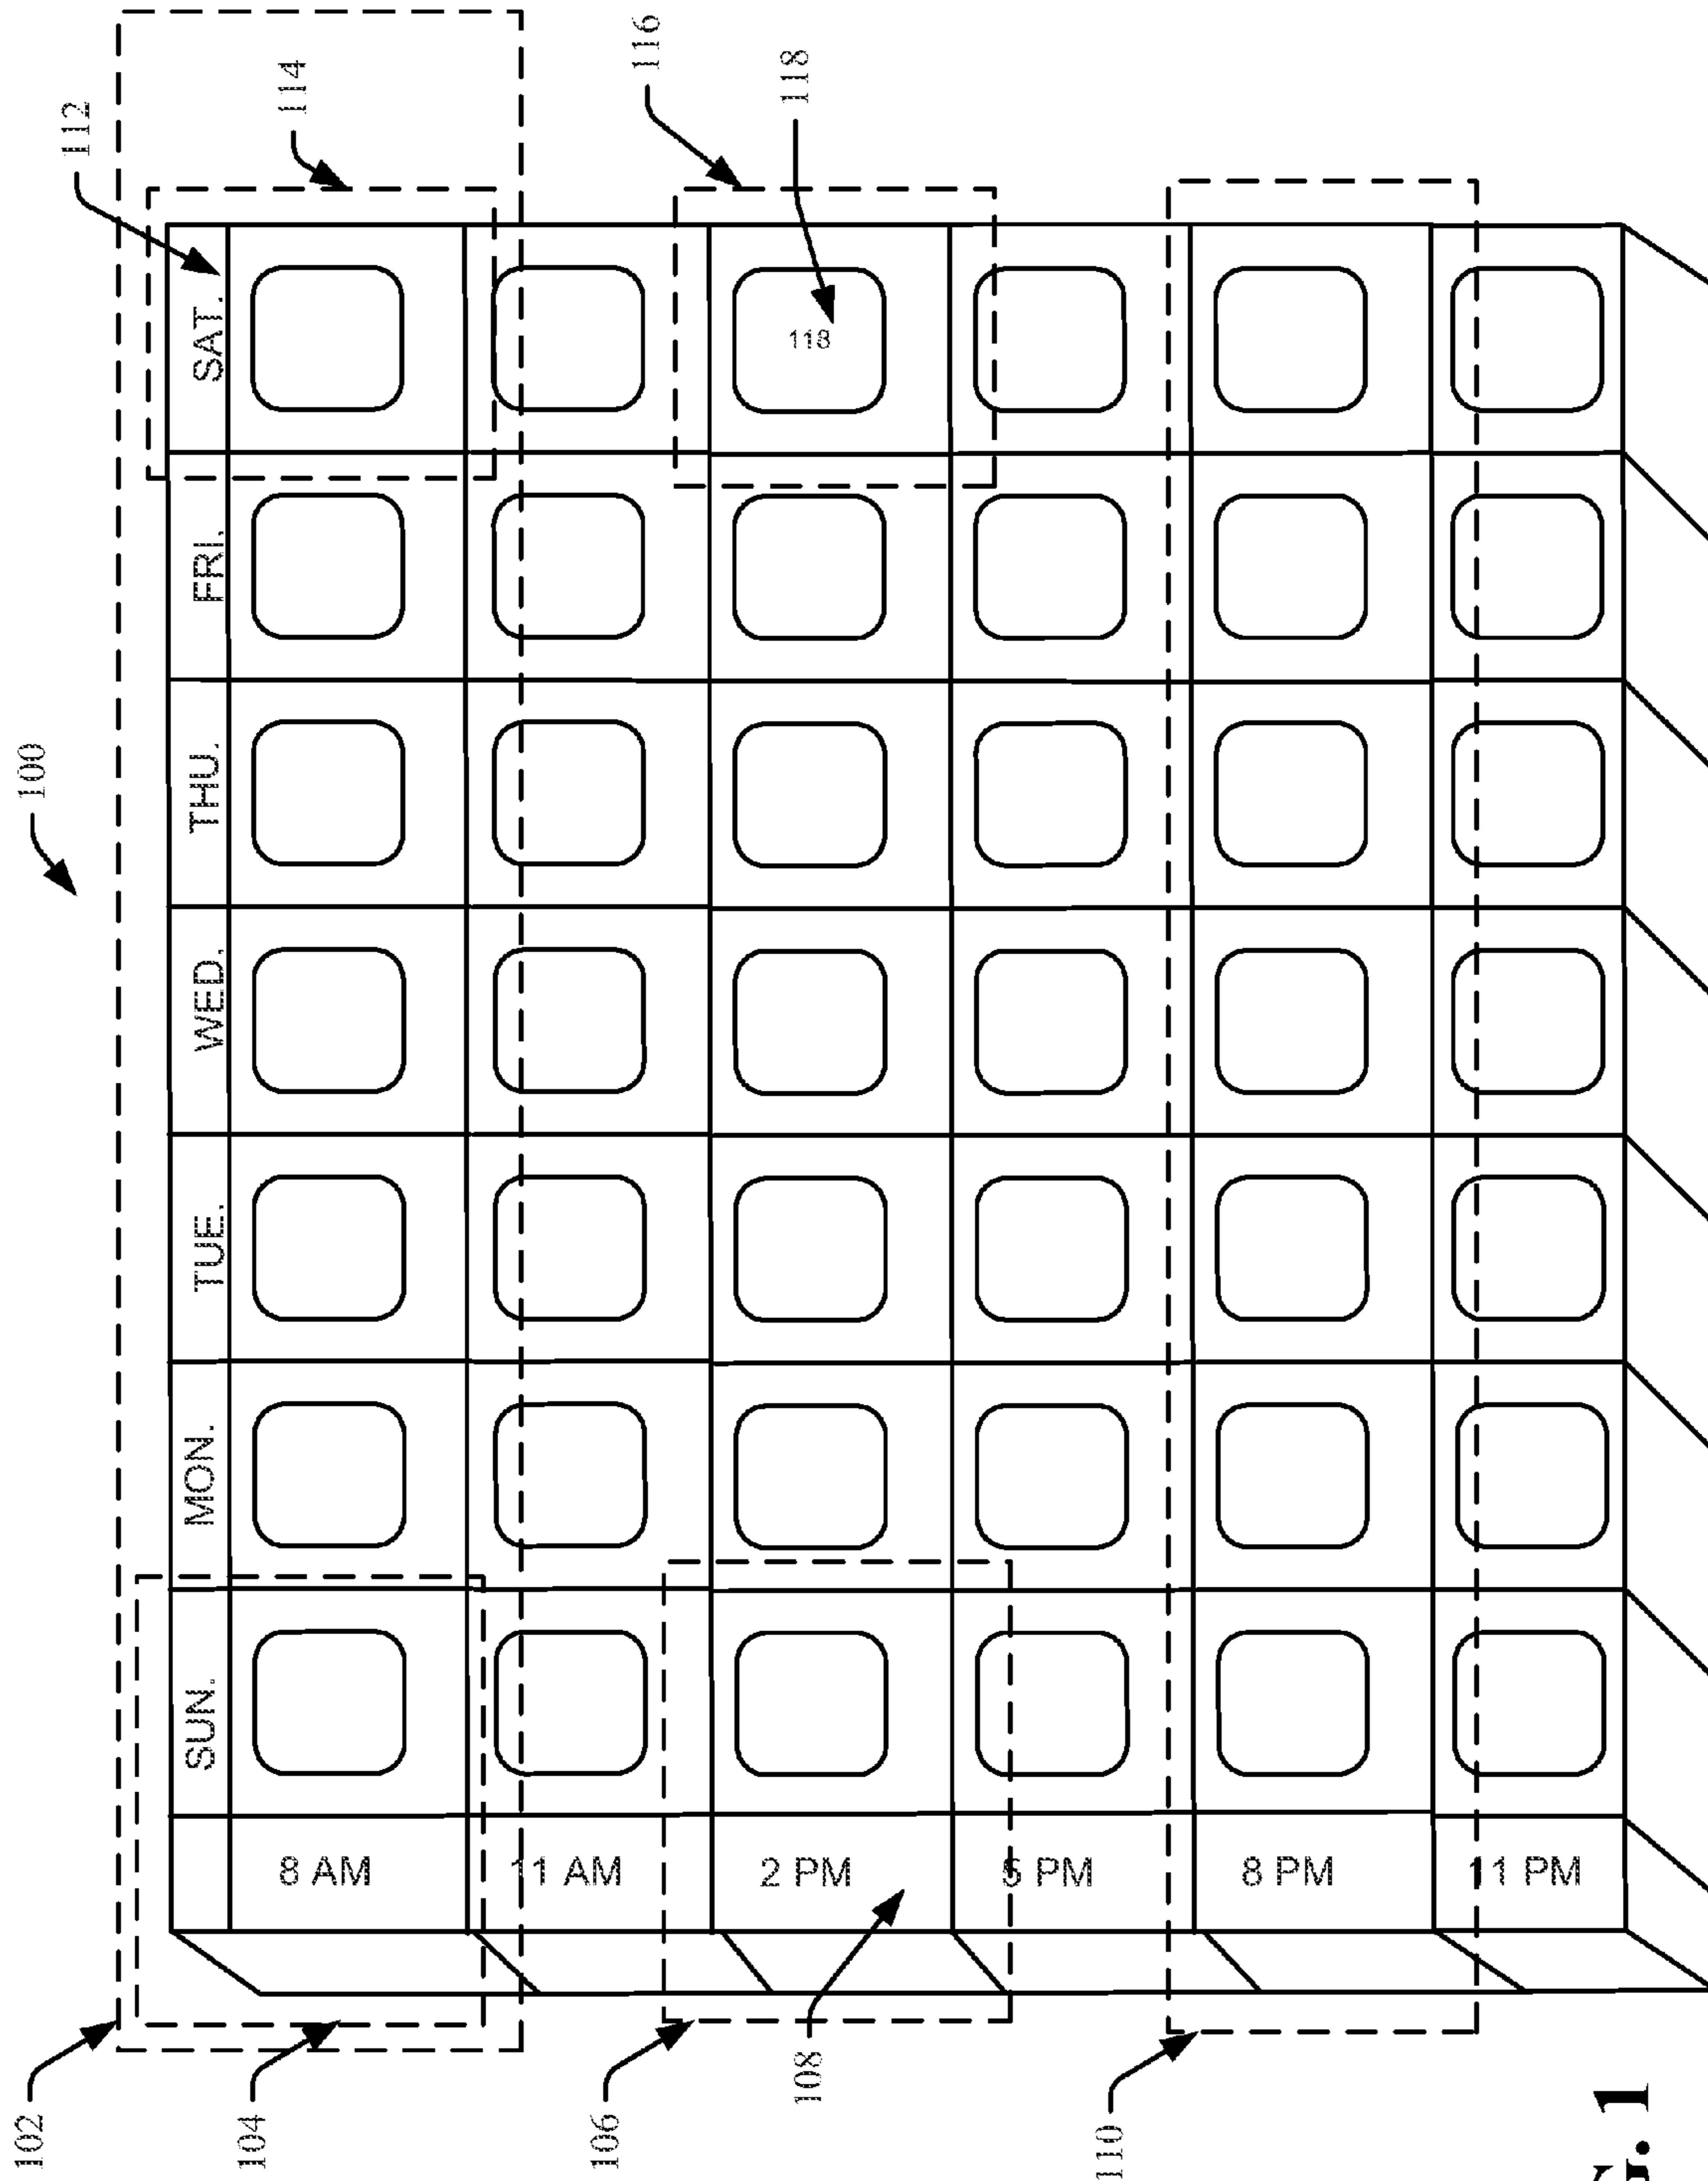 100
112
114
116
118
SAT.
FRI.
THU.
WED.
TUE.
MON.
SUN.
118
8 AM
11 AM
2 PM
5 PM
8 PM
11 PM
102
104
106
108
110
G. 1